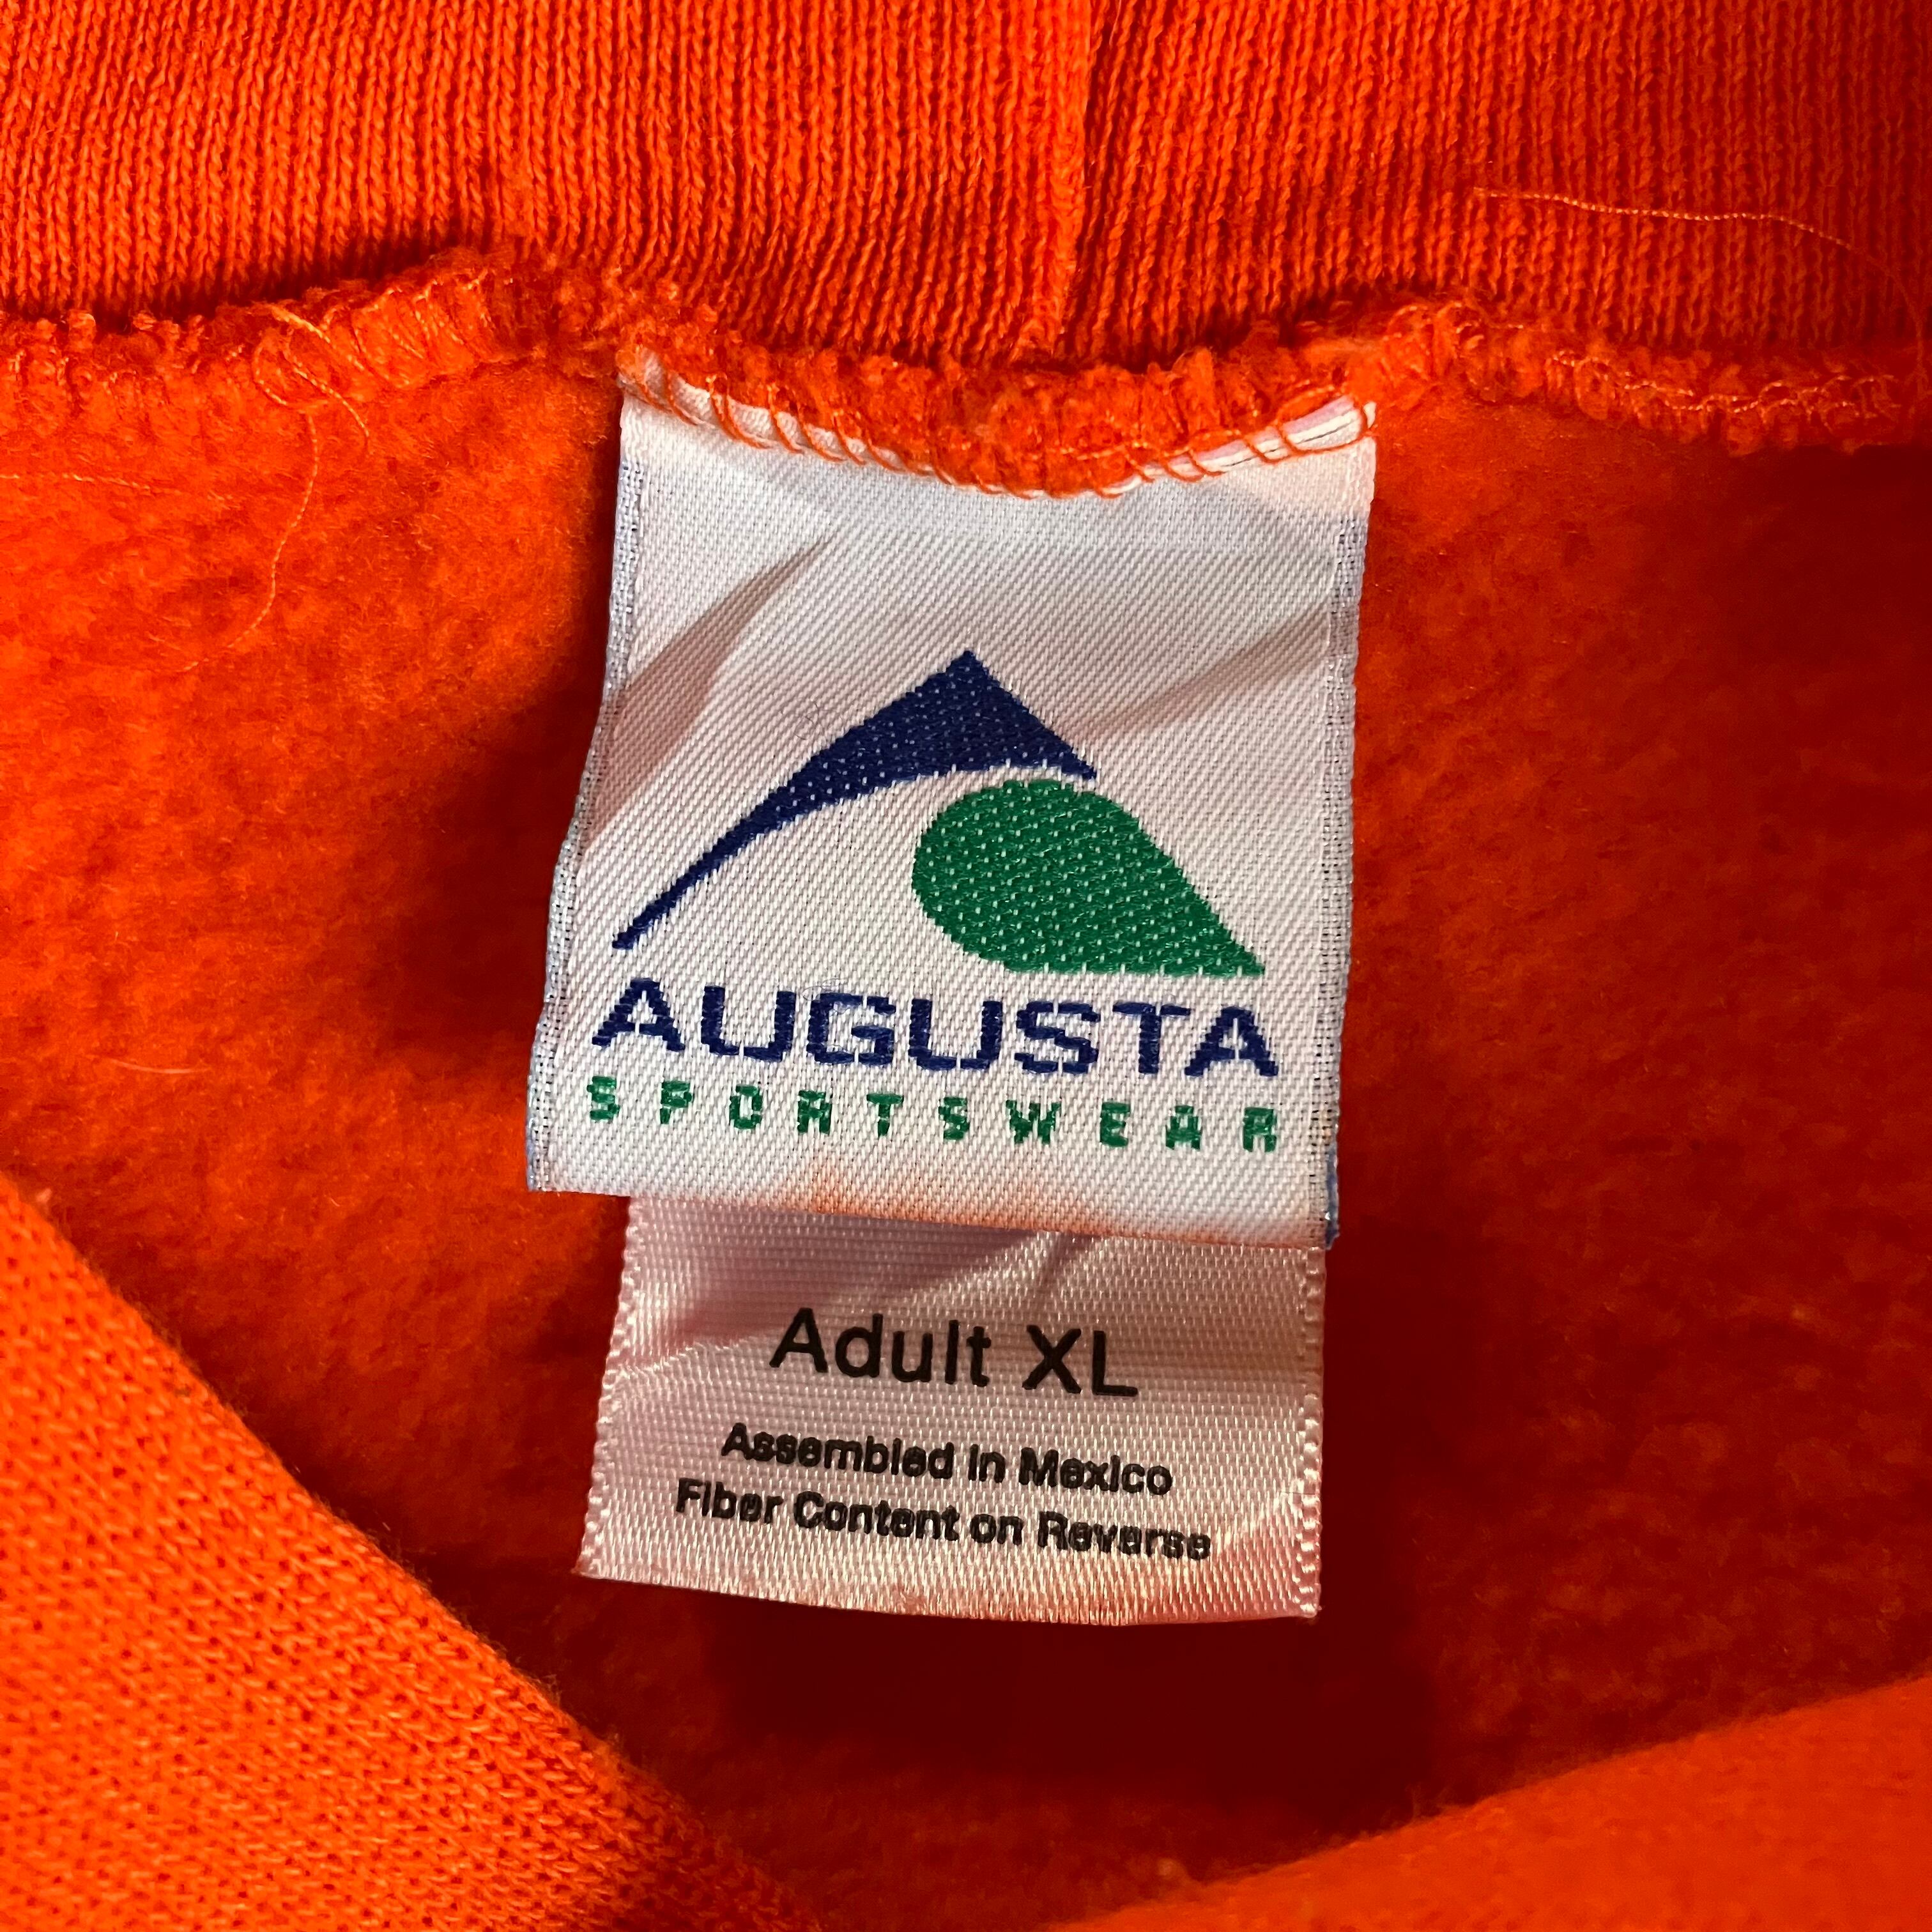 AUGUSTA
SPORTSWEAR
Adult XL
Assembled in Mexico
Fiber Content on Reverse